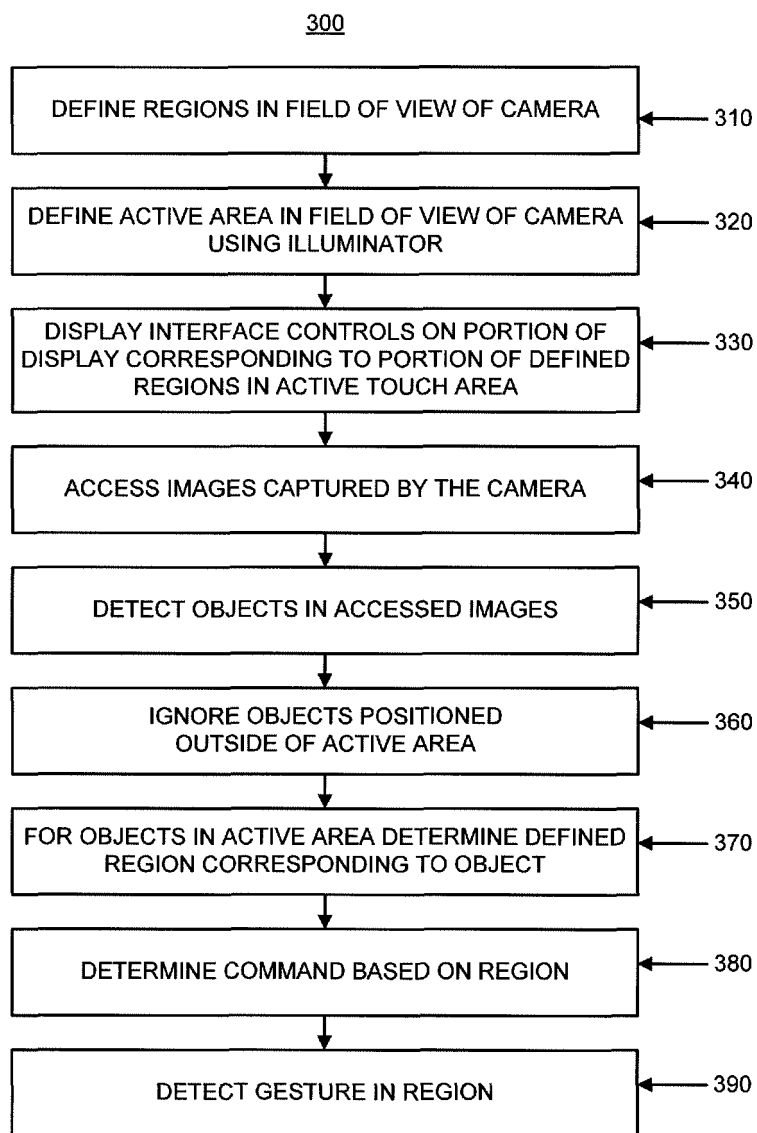 300
DEFINE REGIONS IN FIELD OF VIEW OF CAMERA
310
DEFINE ACTIVE AREA IN FIELD OF VIEW OF CAMERA
USING ILLUMINATOR
320
DISPLAY INTERFACE CONTROLS ON PORTION OF
DISPLAY CORRESPONDING TO PORTION OF DEFINED
REGIONS IN ACTIVE TOUCH AREA
330
ACCESS IMAGES CAPTURED BY THE CAMERA
340
DETECT OBJECTS IN ACCESSED IMAGES
350
IGNORE OBJECTS POSITIONED
OUTSIDE OF ACTIVE AREA
360
FOR OBJECTS IN ACTIVE AREA DETERMINE DEFINED
REGION CORRESPONDING TO OBJECT
370
DETERMINE COMMAND BASED ON REGION
380
DETECT GESTURE IN REGION
390